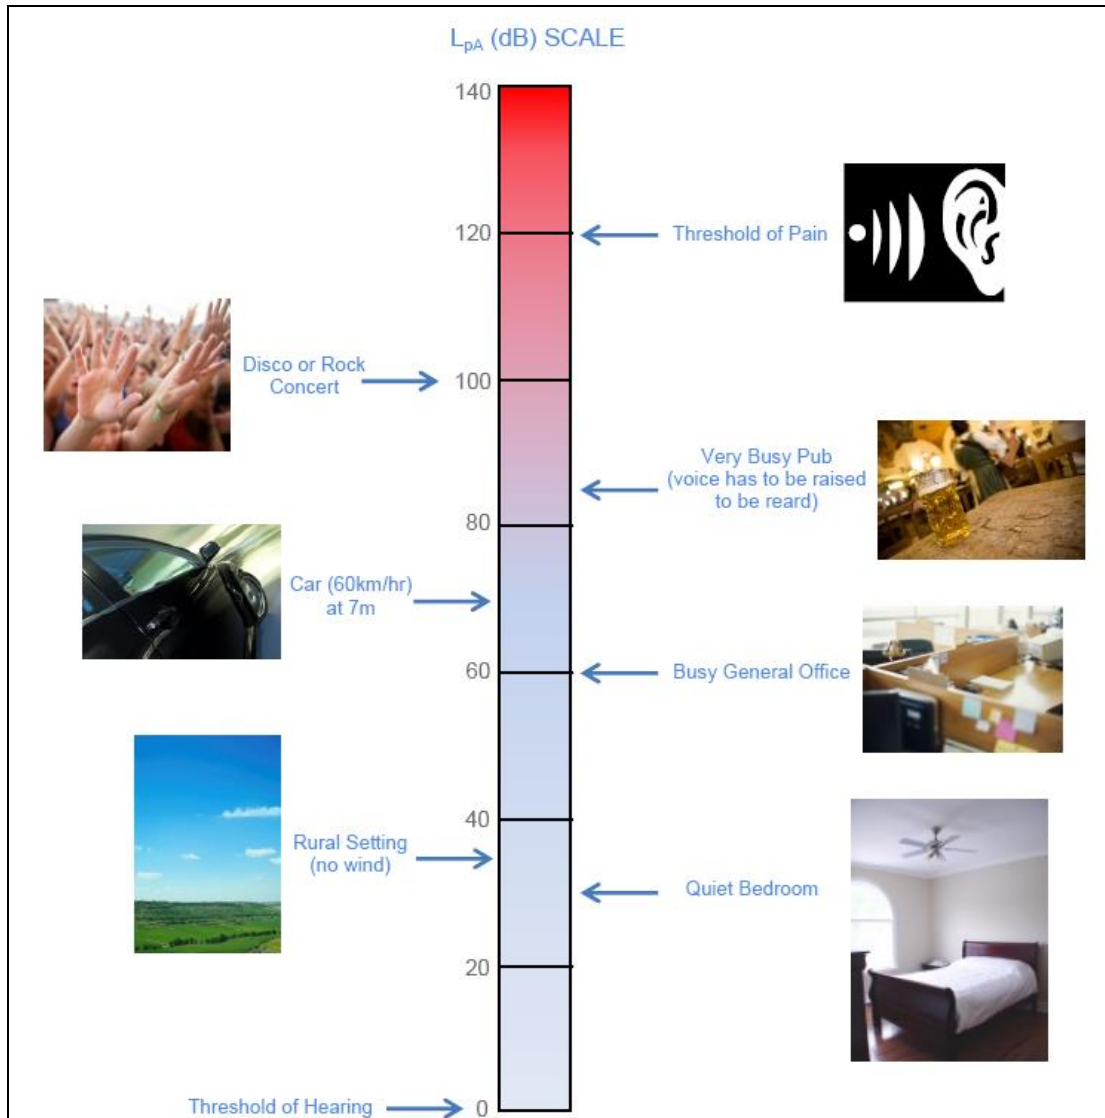 LpA (dB) SCALE
140
120
Threshold of Pain
Disco or Rock
Concert
100
Very Busy Pub
(voice has to be raised
to be reard)
80
Car (60km/hr)
at 7m
60
Busy General Office
40
Rural Setting
(no wind)
Quiet Bedroom
20
Threshold of Hearing
0